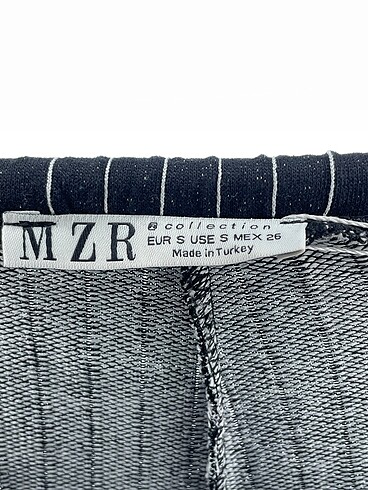 MZR
collection
EUR S USE S MEX 26
Made in Turkey